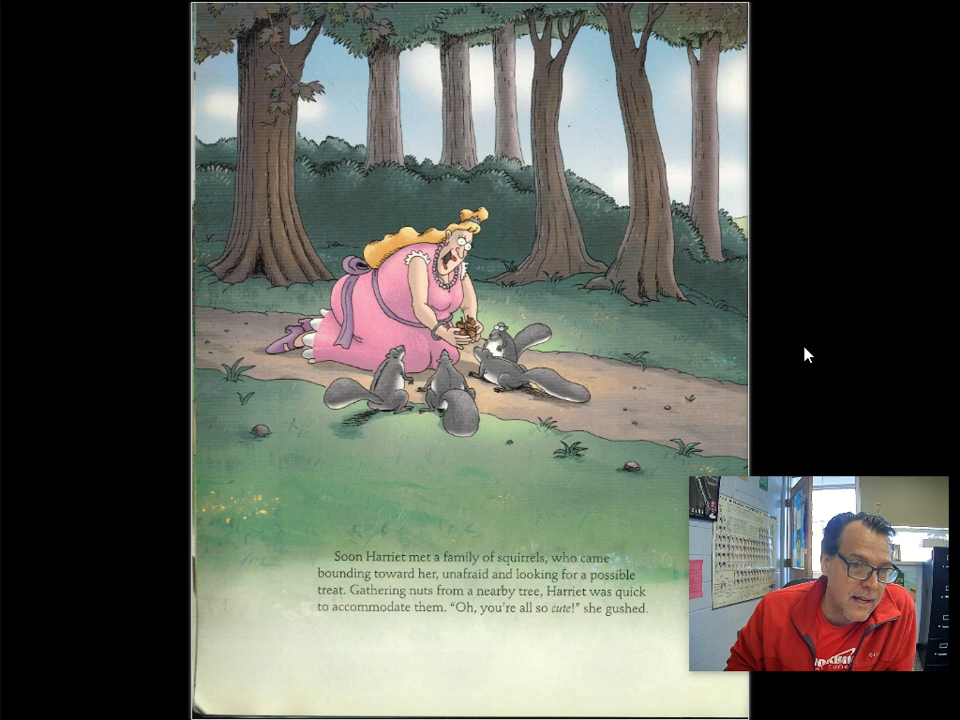 Soon Harriet met a family of squirrels, who came
bounding toward her, unafraid and looking for a possible
treat. Gathering nuts from a nearby tree, Harriet was quick
to accommodate them. “Oh, you’re all so cute!” she gushed.